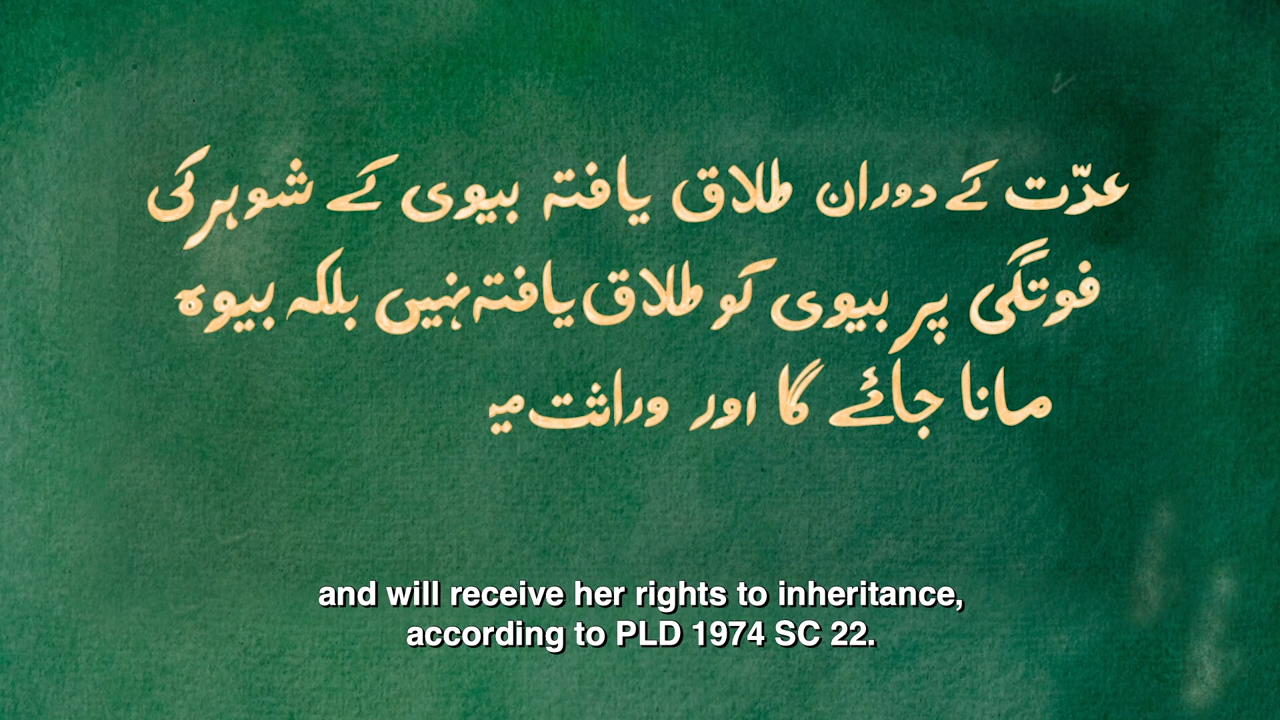 عدّت کے دوران طلاق یافتہ بیوی کے شوہر کی
فوتگی پر بیوی کو طلاق یافتہ نہیں بلکہ بیوہ
مانا جائے گا اور وراثت میں
and will receive her rights to inheritance,
according to PLD 1974 SC 22.